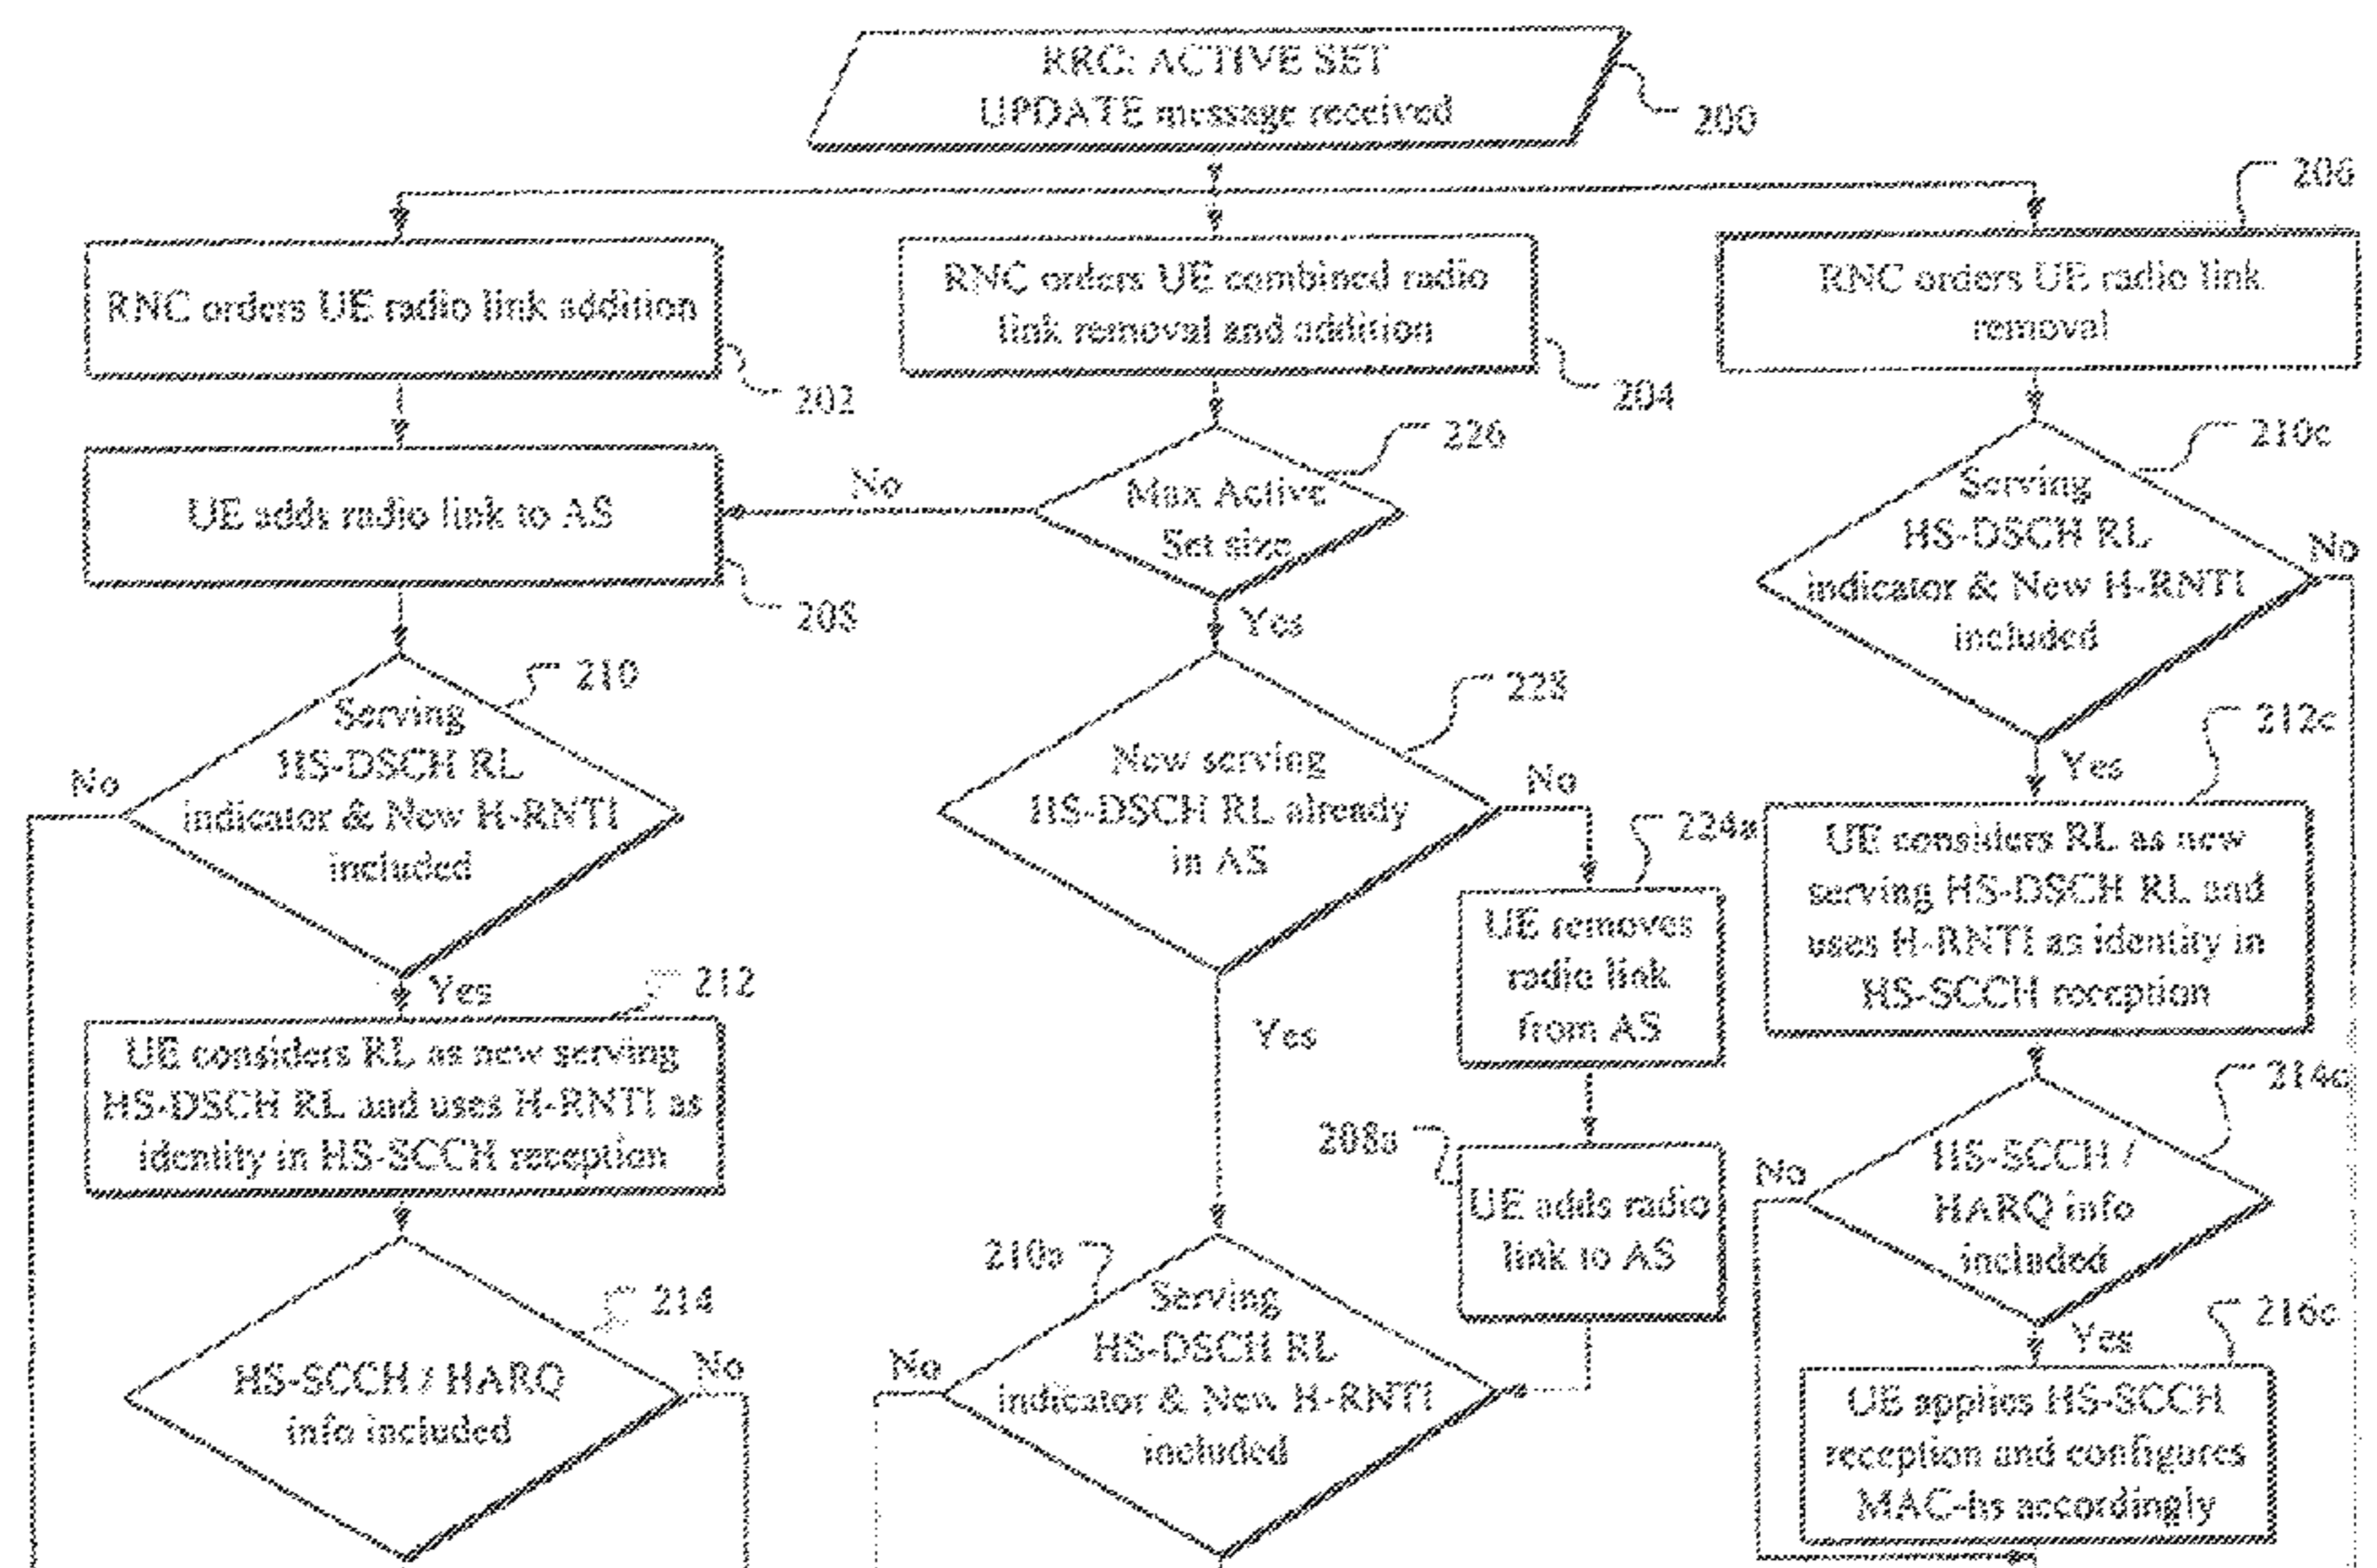 RRC: ACTIVE SET
UPDATE message received
200
206
RNC orders UE radio link addition
202
RNC orders UE combined radio
link removal and addition
204
RNC orders UE radio link
removal
UE adds radio link to AS
208
No
Max Active
Set size
226
Yes
210c
Serving
HS-DSCH RL
indicator & New H-RNTI
included
No
Yes
210
Serving
HS-DSCH RL
indicator & New H-RNTI
included
No
Yes
228
New serving
HS-DSCH RL already
in AS
No
Yes
224a
UE removes
radio link
from AS
212c
UE considers RL as new
serving HS-DSCH RL and
uses H-RNTI as identity in
HS-SCCH reception
212
UE considers RL as new serving
HS-DSCH RL and uses H-RNTI as
identity in HS-SCCH reception
208a
UE adds radio
link to AS
214c
HS-SCCH /
HARQ info
included
No
Yes
214
HS-SCCH / HARQ
info included
No
Serving
HS-DSCH RL
indicator & New H-RNTI
included
No
216c
UE applies HS-SCCH
reception and configures
MAC-hs accordingly